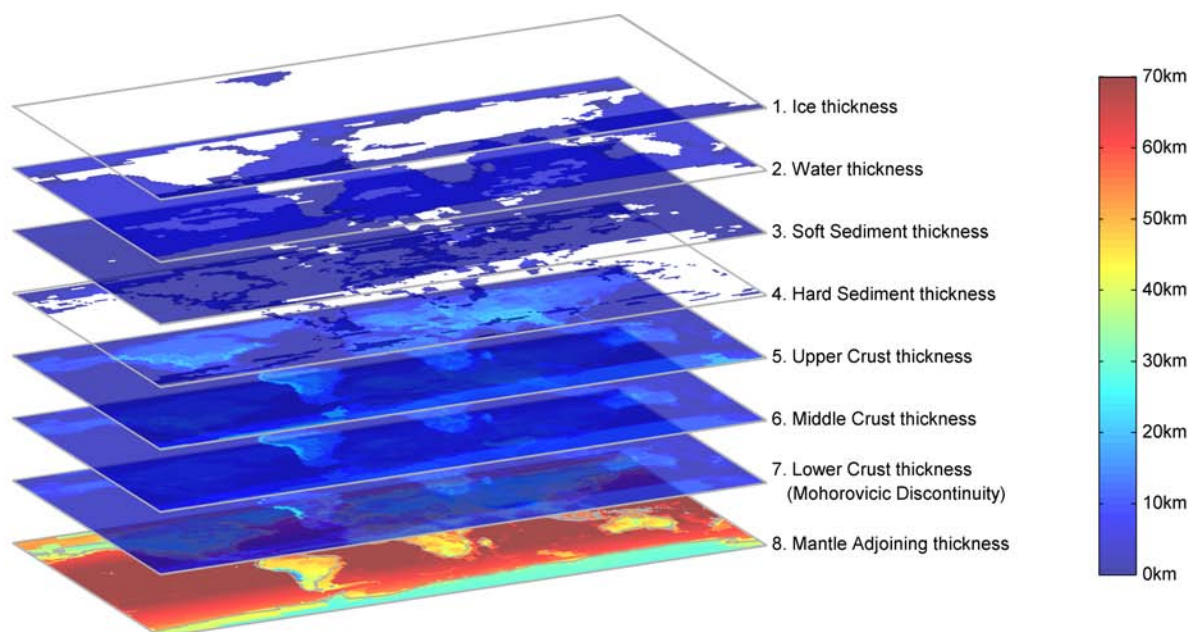 1. Ice thickness
2. Water thickness
3. Soft Sediment thickness
4. Hard Sediment thickness
5. Upper Crust thickness
6. Middle Crust thickness
7. Lower Crust thickness
(Mohorovicic Discontinuity)
8. Mantle Adjoining thickness
70km
60km
50km
40km
30km
20km
10km
0km